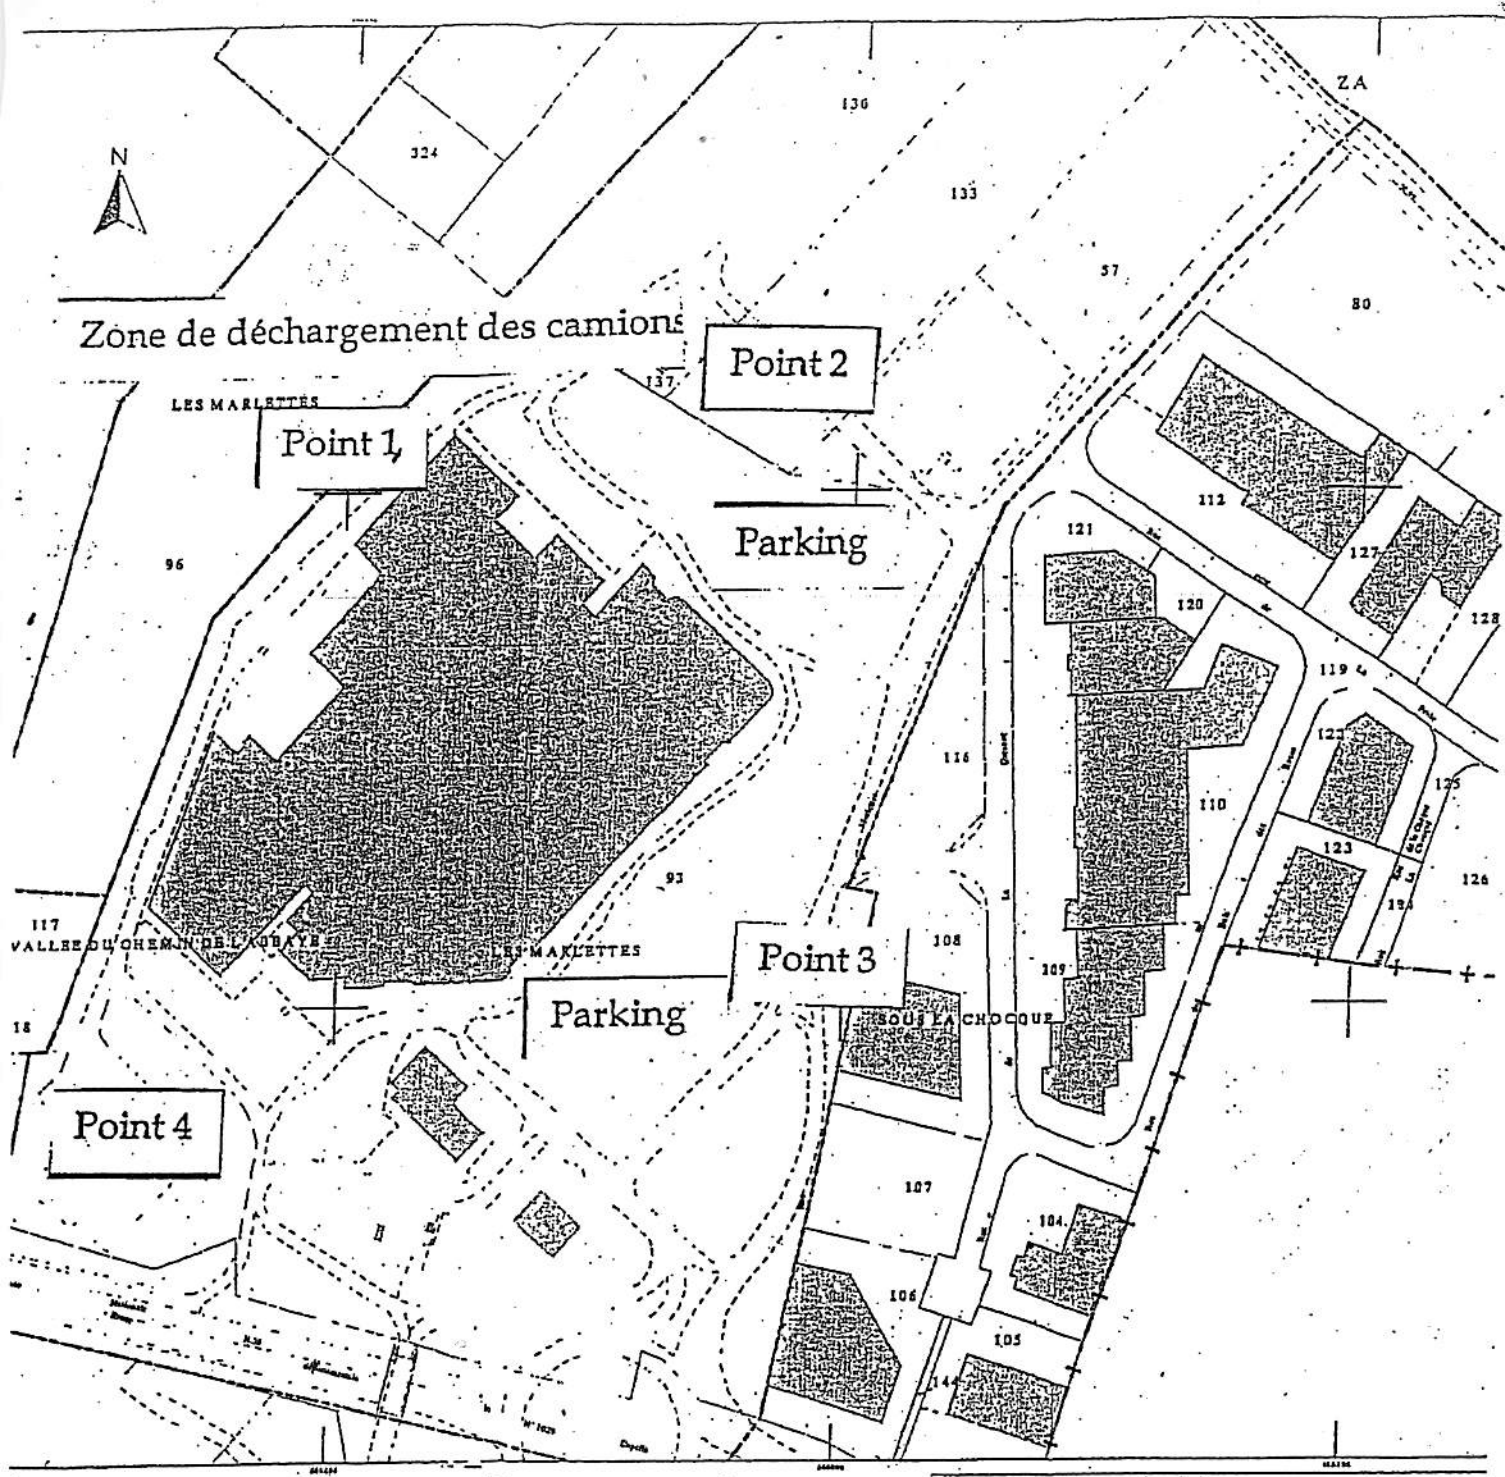 ZA
136
324
N
133
57
80
Zone de déchargement des camions
Point 2
137
LES MARLETTES
Point 1
112
121
Parking
127
96
120
128
119
122
116
Ouest
125
110
123
93
126
124
117
VALLEE DU CHEMIN DE L'ABBAYE
LES MARLETTES
108
Point 3
109
Parking
SOUS LA CHOCQUE
18
Point 4
107
104
106
105
144
N° 1029